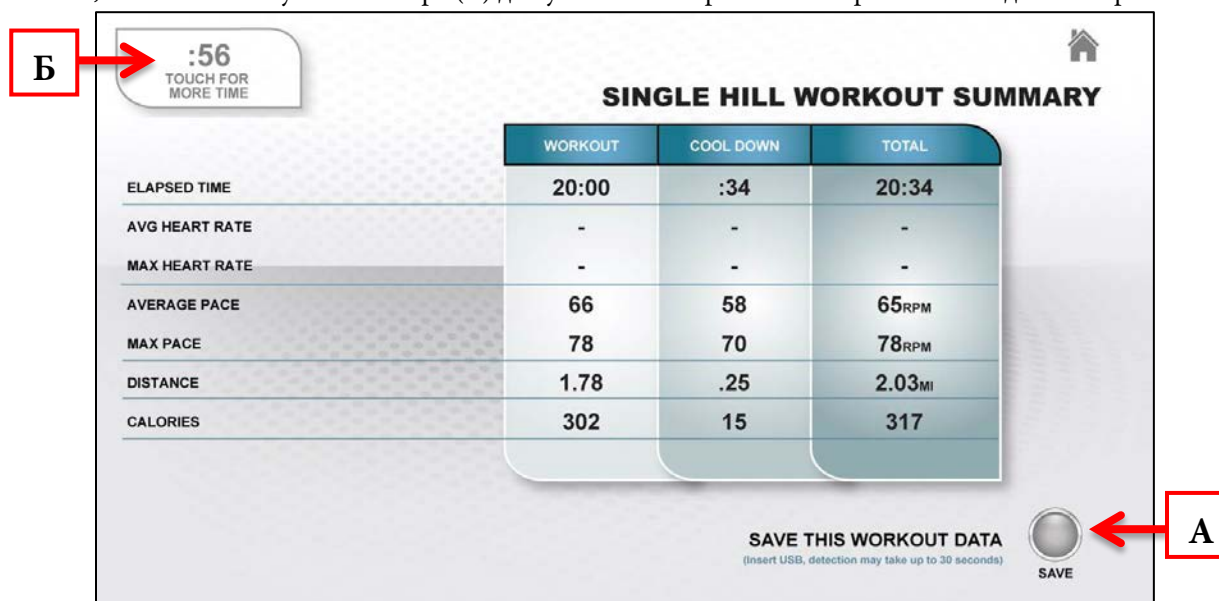 Б
:56
TOUCH FOR
MORE TIME
SINGLE HILL WORKOUT SUMMARY
WORKOUT COOL DOWN TOTAL
ELAPSED TIME 20:00 :34 20:34
AVG HEART RATE - - -
MAX HEART RATE - - -
AVERAGE PACE 66 58 65RPM
MAX PACE 78 70 78RPM
DISTANCE 1.78 .25 2.03MI
CALORIES 302 15 317
SAVE THIS WORKOUT DATA
(Insert USB, detection may take up to 30 seconds)
SAVE
А